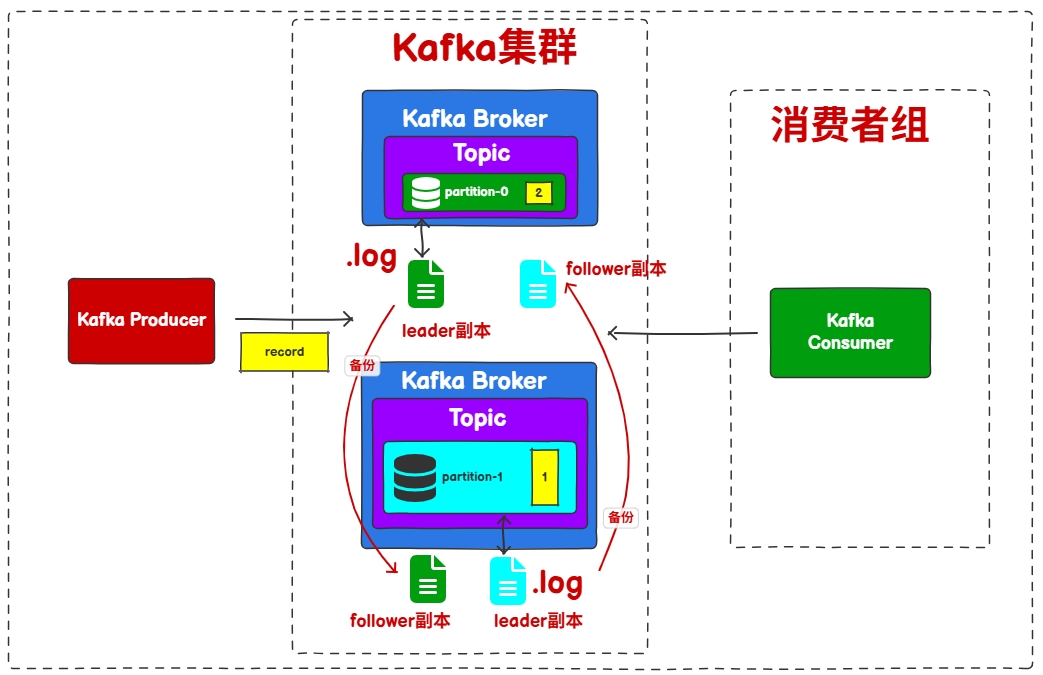 Kafka集群
Kafka Broker
Topic
partition-0
2
.log
leader副本
follower副本
Kafka Producer
record
备份
Kafka Broker
Topic
partition-1
1
备份
follower副本
leader副本
.log
消费者组
Kafka
Consumer